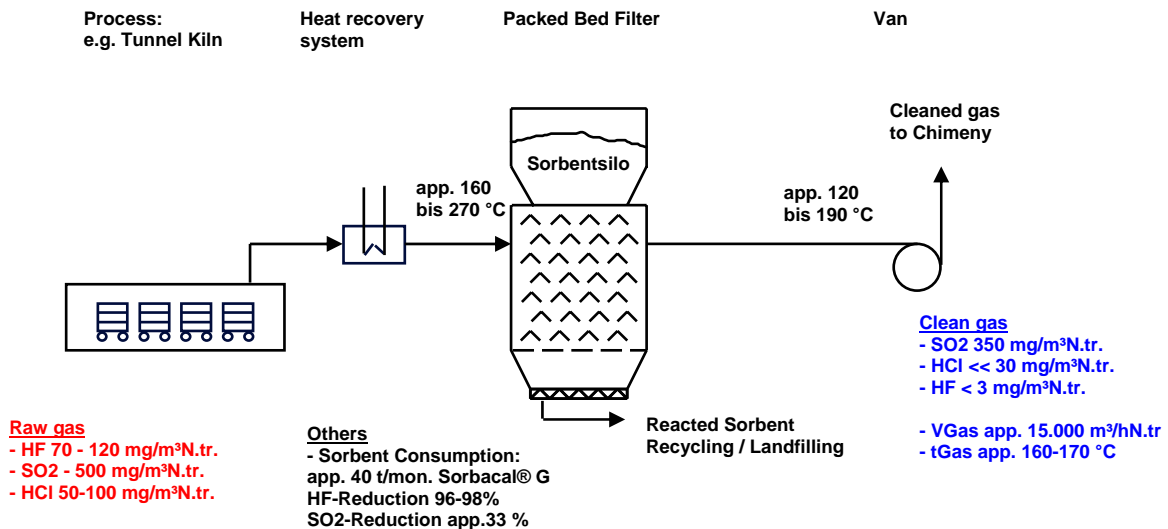 Process:
e.g. Tunnel Kiln
Heat recovery
system
Packed Bed Filter
Van
Cleaned gas
to Chimeny
Sorbentsilo
app. 160
bis 270 °C
app. 120
bis 190 °C
Clean gas
- SO2 350 mg/m³N.tr.
- HCl << 30 mg/m³N.tr.
- HF < 3 mg/m³N.tr.
- VGas app. 15.000 m³/hN.tr
- tGas app. 160-170 °C
Reacted Sorbent
Recycling / Landfilling
Raw gas
- HF 70 - 120 mg/m³N.tr.
- SO2 - 500 mg/m³N.tr.
- HCl 50-100 mg/m³N.tr.
Others
- Sorbent Consumption:
app. 40 t/mon. Sorbacal® G
HF-Reduction 96-98%
SO2-Reduction app.33 %